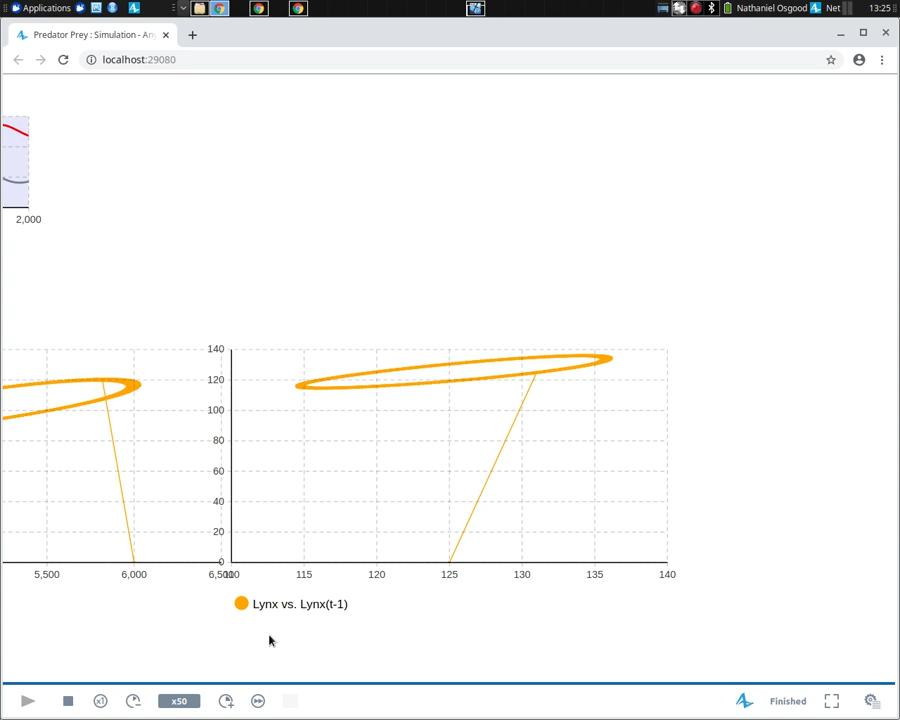 Applications
Nathaniel Osgood
Net
13:25
Predator Prey : Simulation - An
localhost:29080
2,000
140
120
100
80
60
40
20
0
5,500
6,000
110
115
120
125
130
135
140
Lynx vs. Lynx(t-1)
x1
x50
Finished